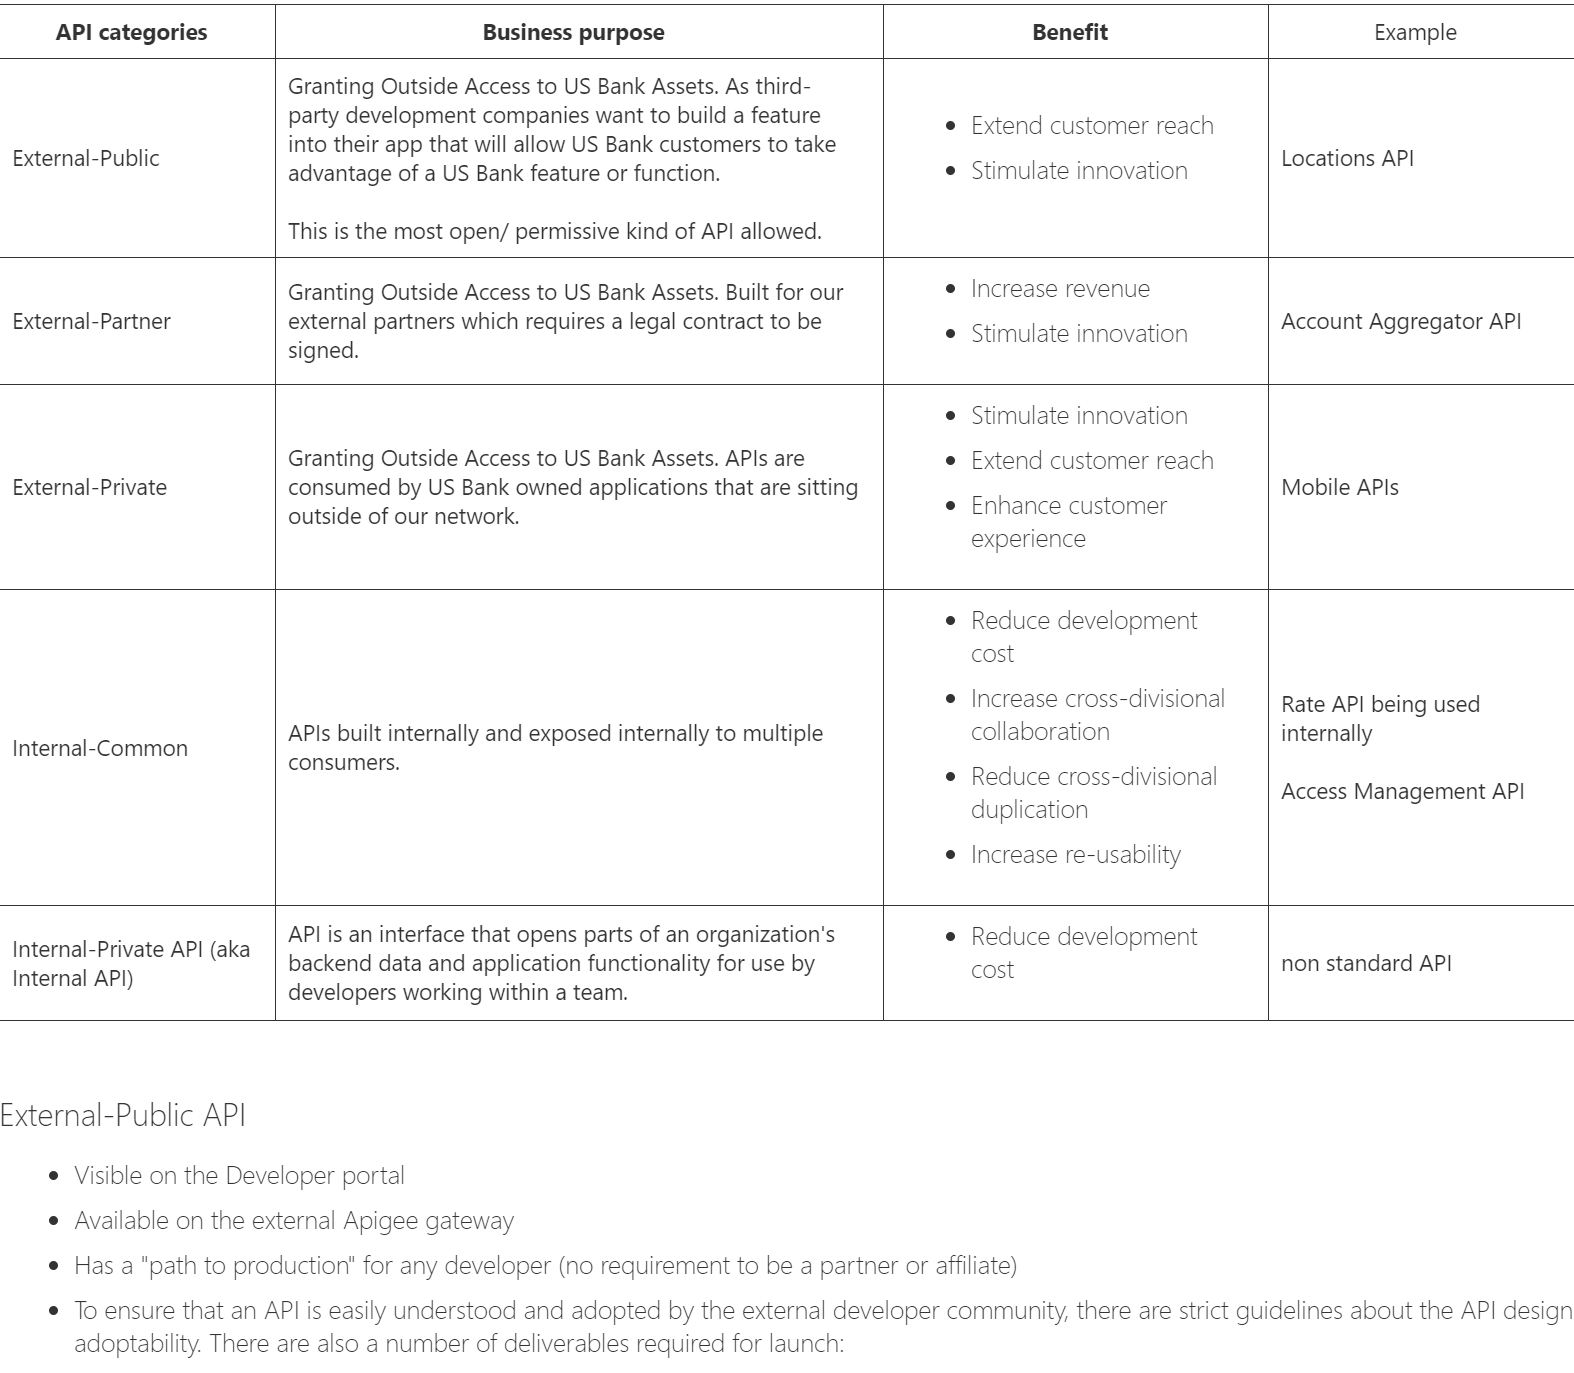 API categories
Business purpose
Benefit
Example
External-Public
Granting Outside Access to US Bank Assets. As third-
party development companies want to build a feature
into their app that will allow US Bank customers to take
advantage of a US Bank feature or function.
This is the most open/ permissive kind of API allowed.
• Extend customer reach
• Stimulate innovation
Locations API
External-Partner
Granting Outside Access to US Bank Assets. Built for our
external partners which requires a legal contract to be
signed.
• Increase revenue
• Stimulate innovation
Account Aggregator API
External-Private
Granting Outside Access to US Bank Assets. APIs are
consumed by US Bank owned applications that are sitting
outside of our network.
• Stimulate innovation
• Extend customer reach
• Enhance customer
experience
Mobile APIs
Internal-Common
APIs built internally and exposed internally to multiple
consumers.
• Reduce development
cost
• Increase cross-divisional
collaboration
• Reduce cross-divisional
duplication
• Increase re-usability
Rate API being used
internally
Access Management API
Internal-Private API (aka
Internal API)
API is an interface that opens parts of an organization's
backend data and application functionality for use by
developers working within a team.
• Reduce development
cost
non standard API
External-Public API
• Visible on the Developer portal
• Available on the external Apigee gateway
• Has a "path to production" for any developer (no requirement to be a partner or affiliate)
• To ensure that an API is easily understood and adopted by the external developer community, there are strict guidelines about the API design
adoptability. There are also a number of deliverables required for launch: